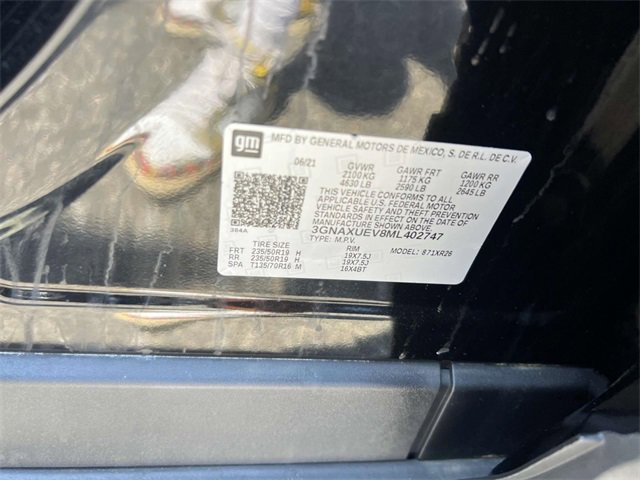 gm MFD BY GENERAL MOTORS DE MEXICO, S. DE R.L. DE C.V.
06/21 GVWR GAWR FRT GAWR RR
2100 KG 1175 KG 1200 KG
4630 LB 2590 LB 2645 LB
THIS VEHICLE CONFORMS TO ALL
APPLICABLE U.S. FEDERAL MOTOR
VEHICLE SAFETY AND THEFT PREVENTION
STANDARDS IN EFFECT ON THE DATE OF
MANUFACTURE SHOWN ABOVE.
384A 3GNAXUEV8ML402747
TYPE: M.P.V. MODEL: 871XR26
TIRE SIZE RIM
FRT 235/50R19 H 19X7.5J
RR 235/50R19 H 19X7.5J
SPA T135/70R16 M 16X4BT